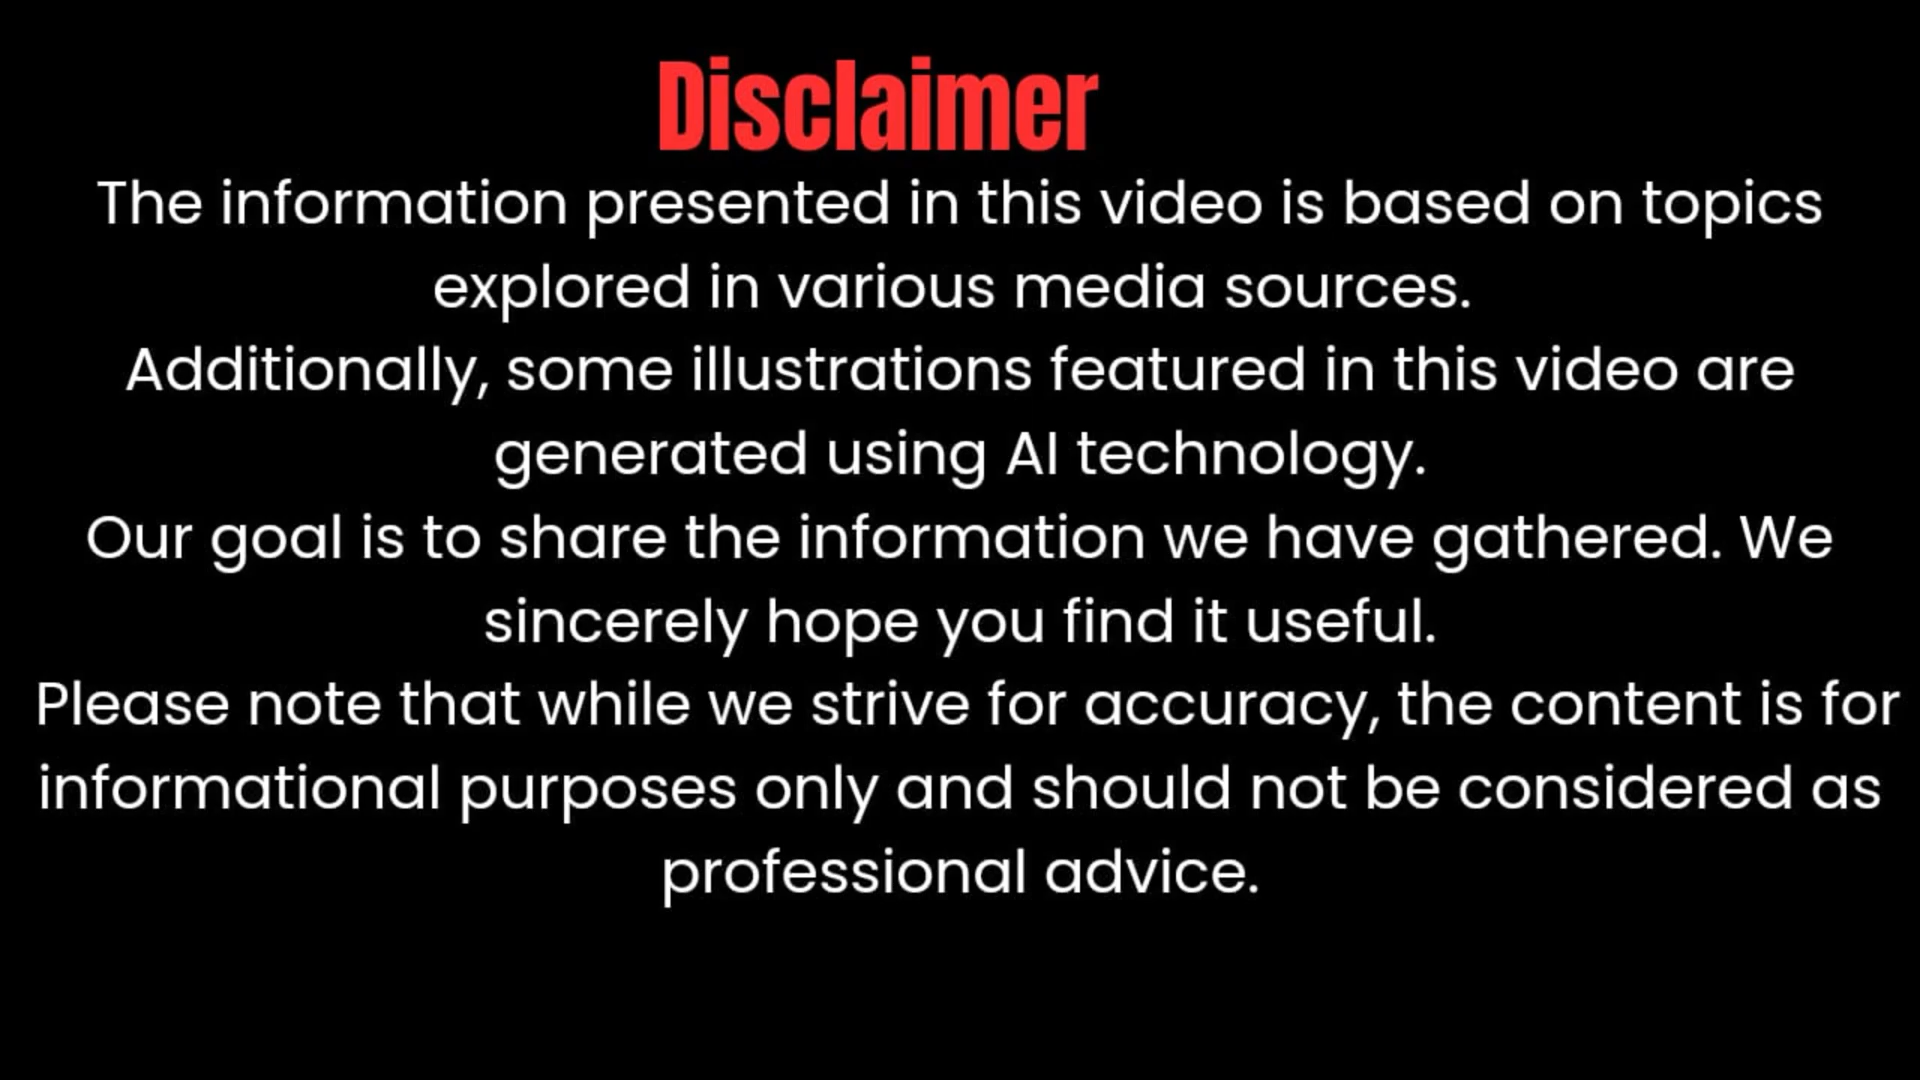 Disclaimer
The information presented in this video is based on topics
explored in various media sources.
Additionally, some illustrations featured in this video are
generated using AI technology.
Our goal is to share the information we have gathered. We
sincerely hope you find it useful.
Please note that while we strive for accuracy, the content is for
informational purposes only and should not be considered as
professional advice.